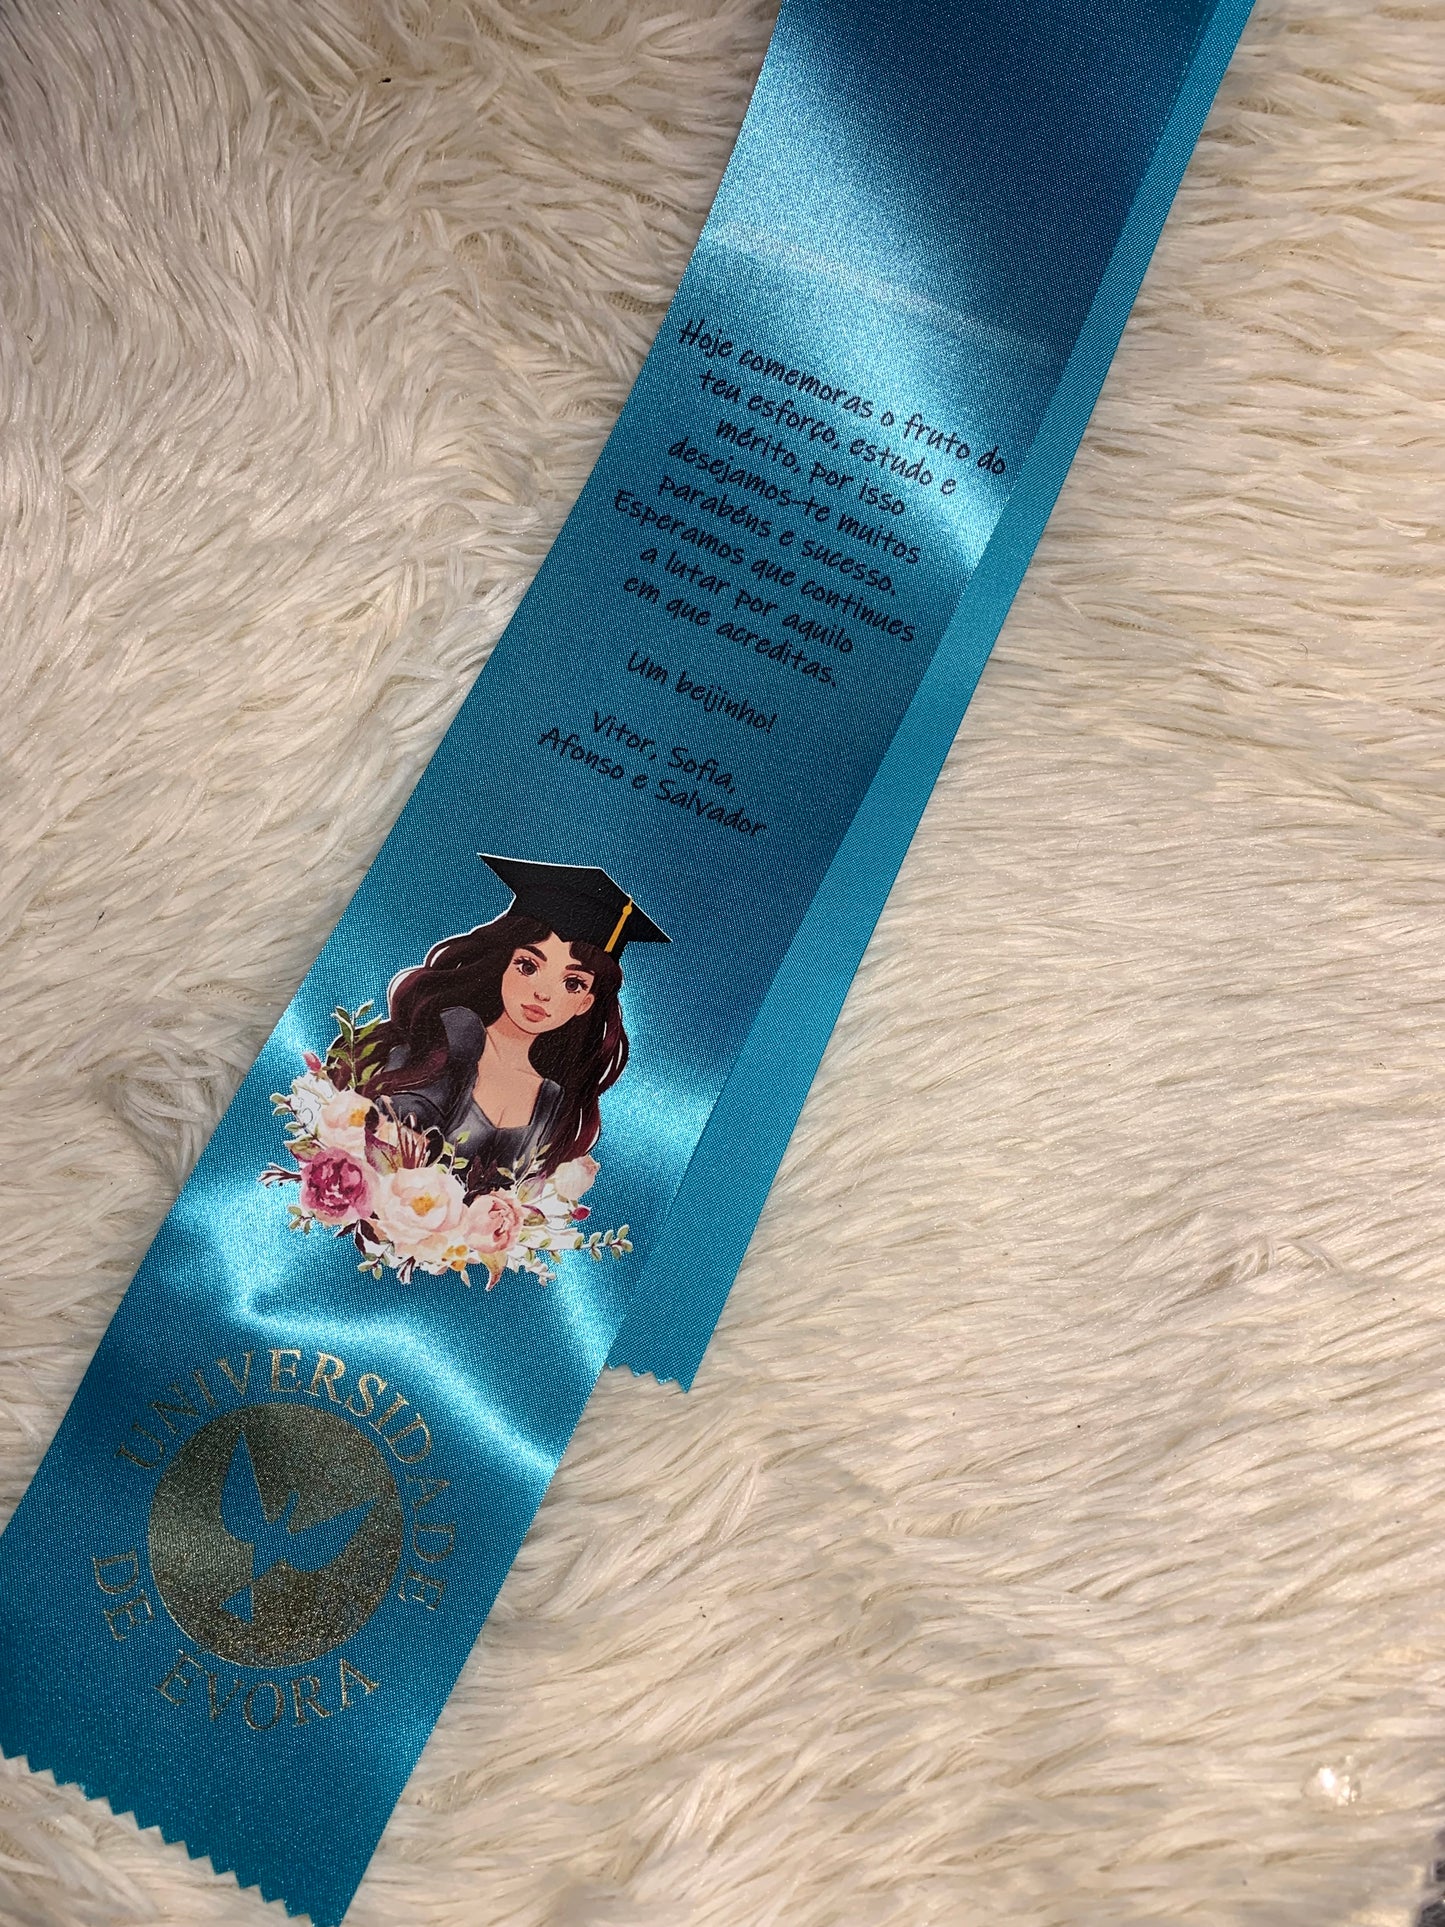 Hoje comemoras o fruto do
teu esforço, estudo e
mérito, por isso
desejamos-te muitos
parabéns e sucesso.
Esperamos que continues
a lutar por aquilo
em que acreditas.
Um beijinho!
Vitor, Sofia,
Afonso e Salvador
UNIVERSIDADE
DE EVORA